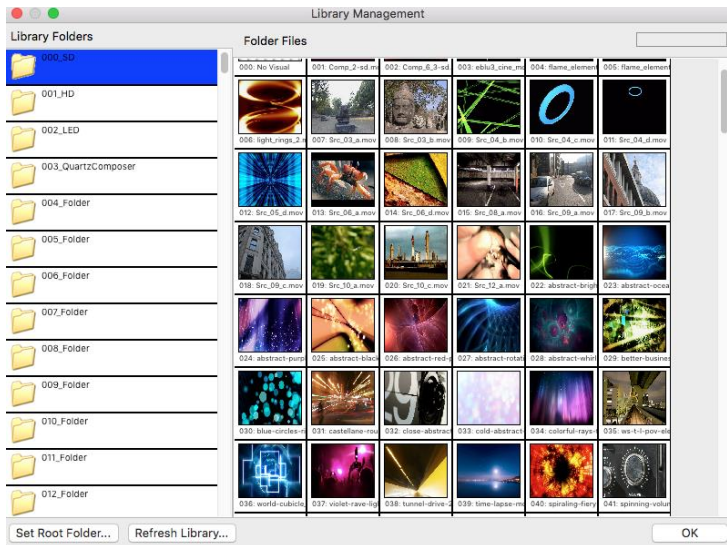 Library Management
Library Folders
Folder Files
000_SD
001_HD
002_LED
003_QuartzComposer
004_Folder
005_Folder
006_Folder
007_Folder
008_Folder
009_Folder
010_Folder
011_Folder
012_Folder
000: No Visual 001: Comp_2-sd.m 002: Comp_6_3-sd 003: eblu3_cine_mo 004: flame_element 005: flame_element
006: light_rings_2.m 007: Src_03_a.mov 008: Src_03_b.mov 009: Src_04_b.mov 010: Src_04_c.mov 011: Src_04_d.mov
012: Src_05_d.mov 013: Src_06_a.mov 014: Src_06_d.mov 015: Src_08_a.mov 016: Src_09_a.mov 017: Src_09_b.mov
018: Src_09_c.mov 019: Src_10_a.mov 020: Src_10_c.mov 021: Src_12_a.mov 022: abstract-brigh 023: abstract-ocea
024: abstract-purp 025: abstract-black 026: abstract-red-p 027: abstract-rotati 028: abstract-whirl 029: better-busines
030: blue-circles-n 031: castellane-rou 032: close-abstract 033: cold-abstract 034: colorful-rays- 035: ws-t-l-pov-ele
036: world-cubicle, 037: violet-rave-ligh 038: tunnel-drive-2 039: time-lapse-m 040: spiraling-fiery 041: spinning-volun
Set Root Folder... Refresh Library... OK